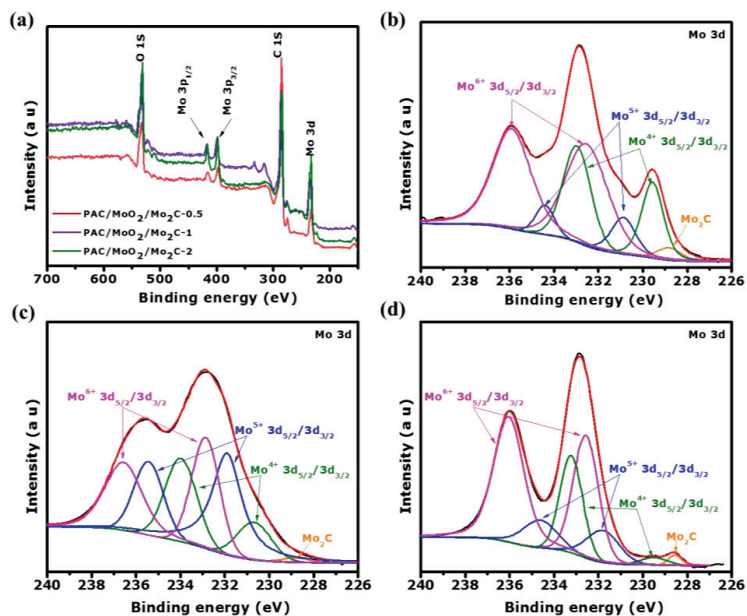 (a)
Intensity (a u)
O 1S
Mo 3p1/2
Mo 3p3/2
C 1S
Mo 3d
PAC/MoO2/Mo2C-0.5
PAC/MoO2/Mo2C-1
PAC/MoO2/Mo2C-2
700 600 500 400 300 200
Binding energy (eV)
(b)
Mo 3d
Intensity (a u)
Mo6+ 3d5/2/3d3/2
Mo5+ 3d5/2/3d3/2
Mo4+ 3d5/2/3d3/2
Mo2C
240 238 236 234 232 230 228 226
Binding energy (eV)
(c)
Mo 3d
Intensity (a u)
Mo6+ 3d5/2/3d3/2
Mo5+ 3d5/2/3d3/2
Mo4+ 3d5/2/3d3/2
Mo2C
240 238 236 234 232 230 228 226
Binding energy (eV)
(d)
Mo 3d
Intensity (a u)
Mo6+ 3d5/2/3d3/2
Mo5+ 3d5/2/3d3/2
Mo4+ 3d5/2/3d3/2
Mo2C
240 238 236 234 232 230 228 226
Binding energy (eV)